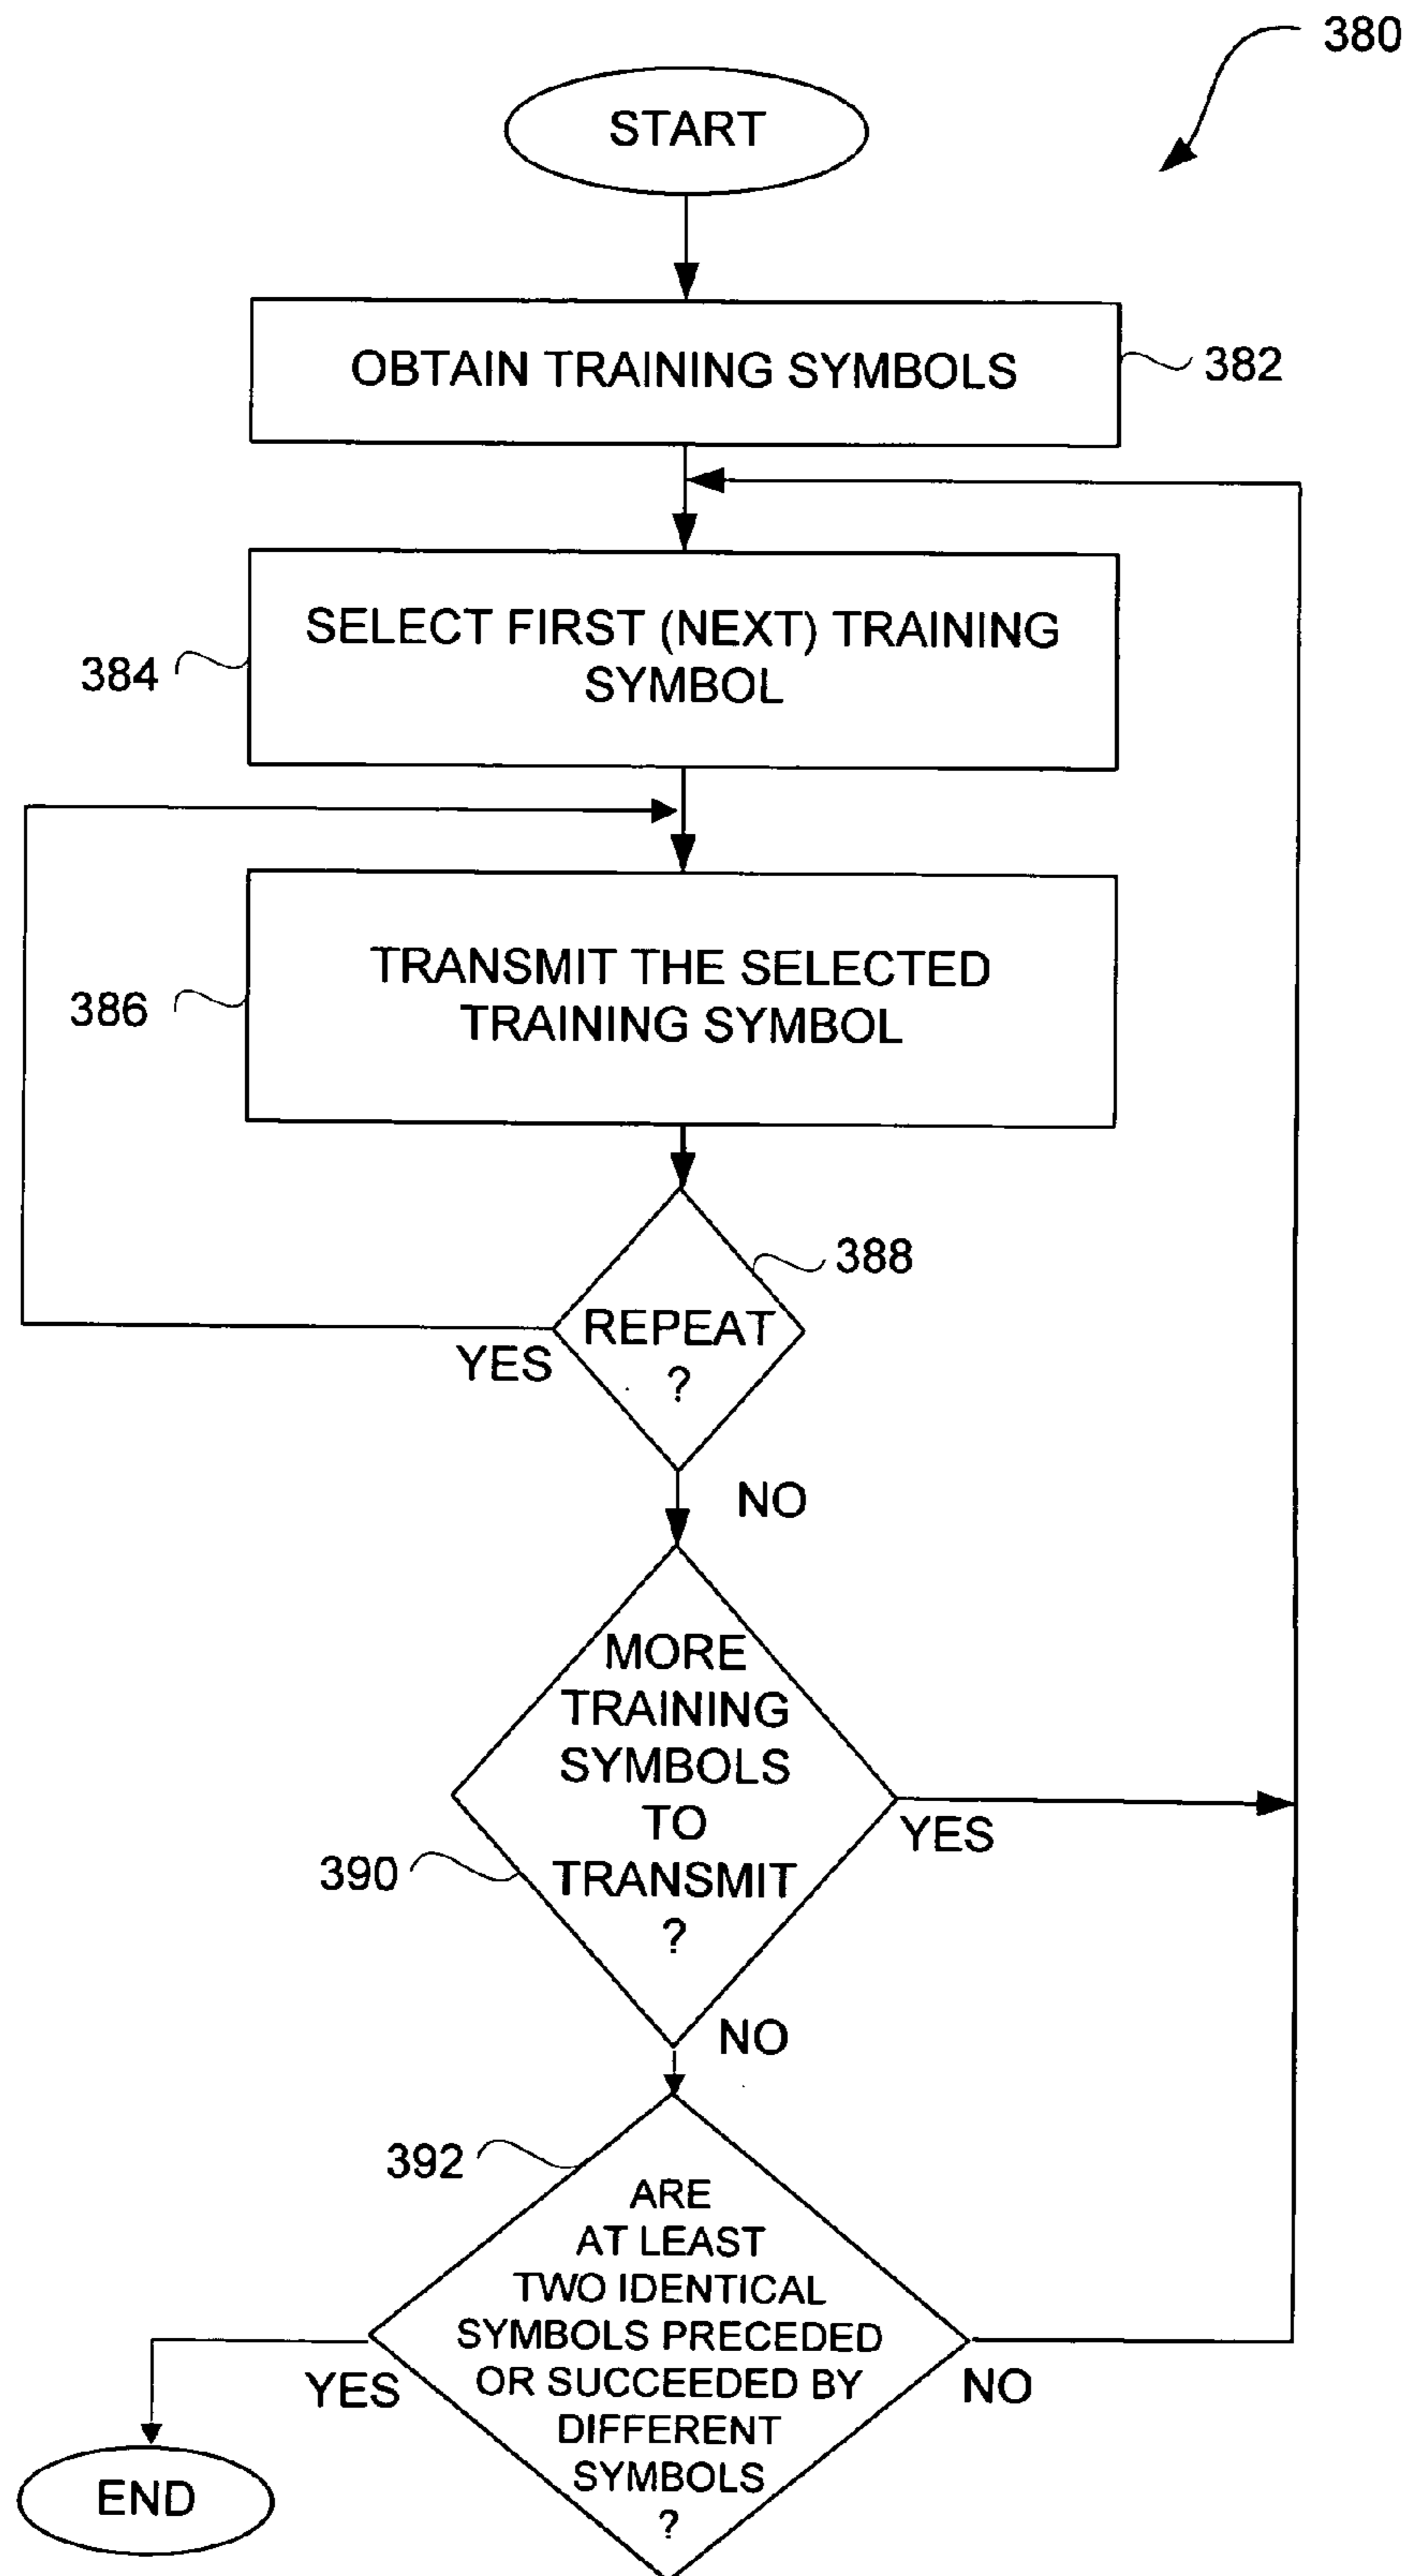 380
START
OBTAIN TRAINING SYMBOLS
382
SELECT FIRST (NEXT) TRAINING
SYMBOL
384
TRANSMIT THE SELECTED
TRAINING SYMBOL
386
388
REPEAT
?
YES
NO
MORE
TRAINING
SYMBOLS
TO
TRANSMIT
?
YES
390
NO
392
ARE
AT LEAST
TWO IDENTICAL
SYMBOLS PRECEDED
OR SUCCEEDED BY
DIFFERENT
SYMBOLS
?
YES
NO
END